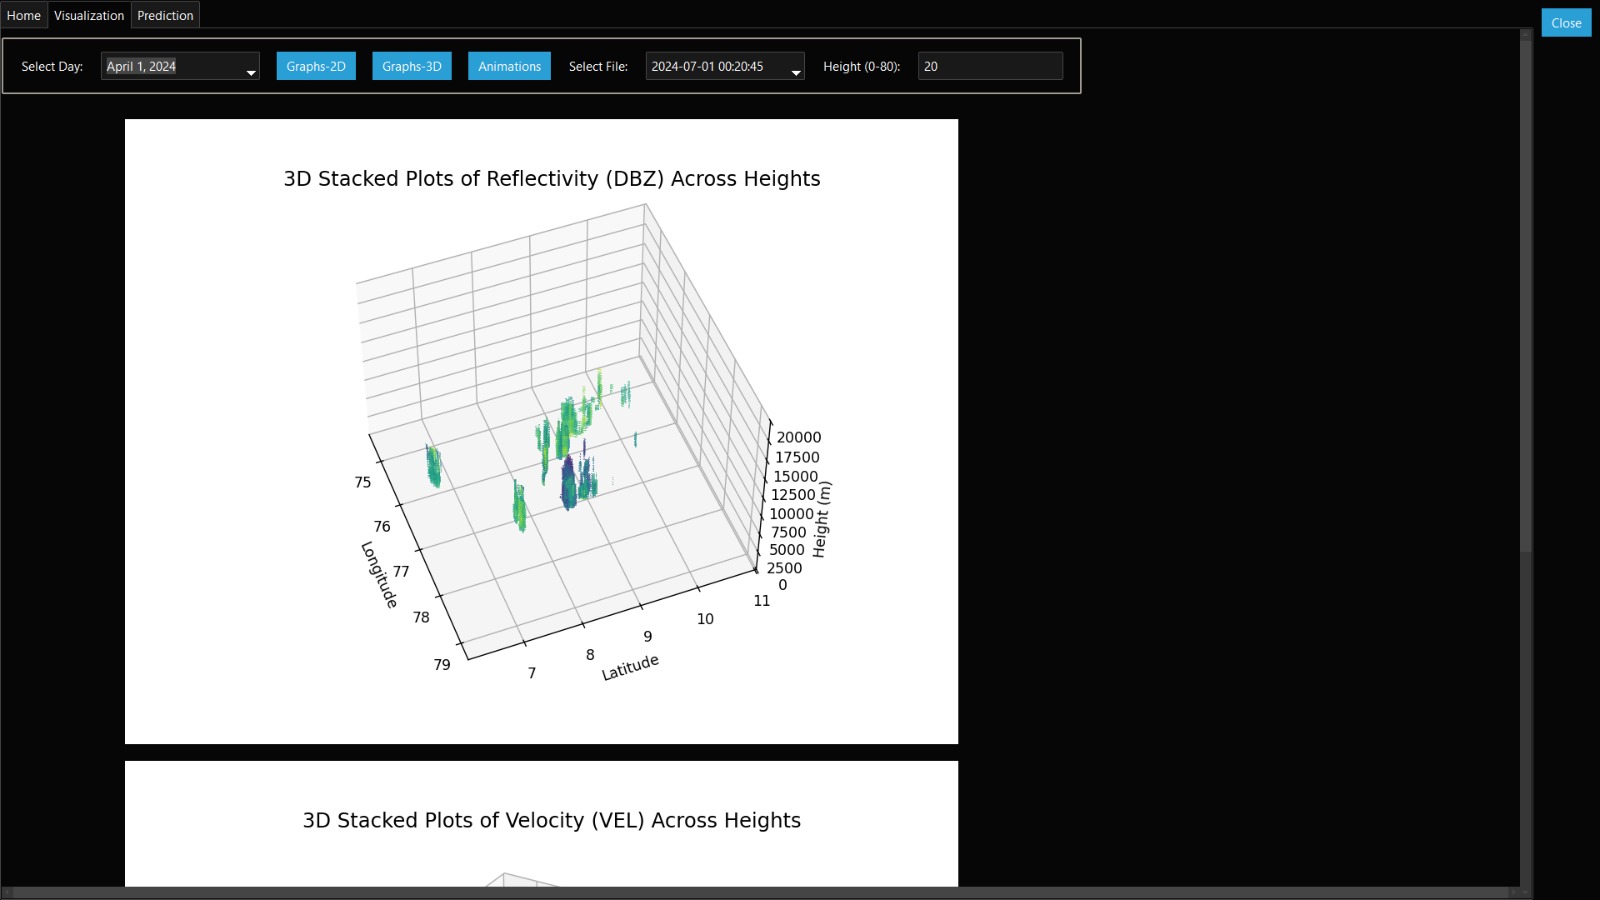 Home Visualization Prediction
Close
Select Day: April 1, 2024 Graphs-2D Graphs-3D Animations Select File: 2024-07-01 00:20:45 Height (0-80): 20
3D Stacked Plots of Reflectivity (DBZ) Across Heights
20000
17500
15000
12500
10000
7500
5000
2500
0
Height (m)
75
76
77
78
79
Longitude
7
8
9
10
11
Latitude
3D Stacked Plots of Velocity (VEL) Across Heights